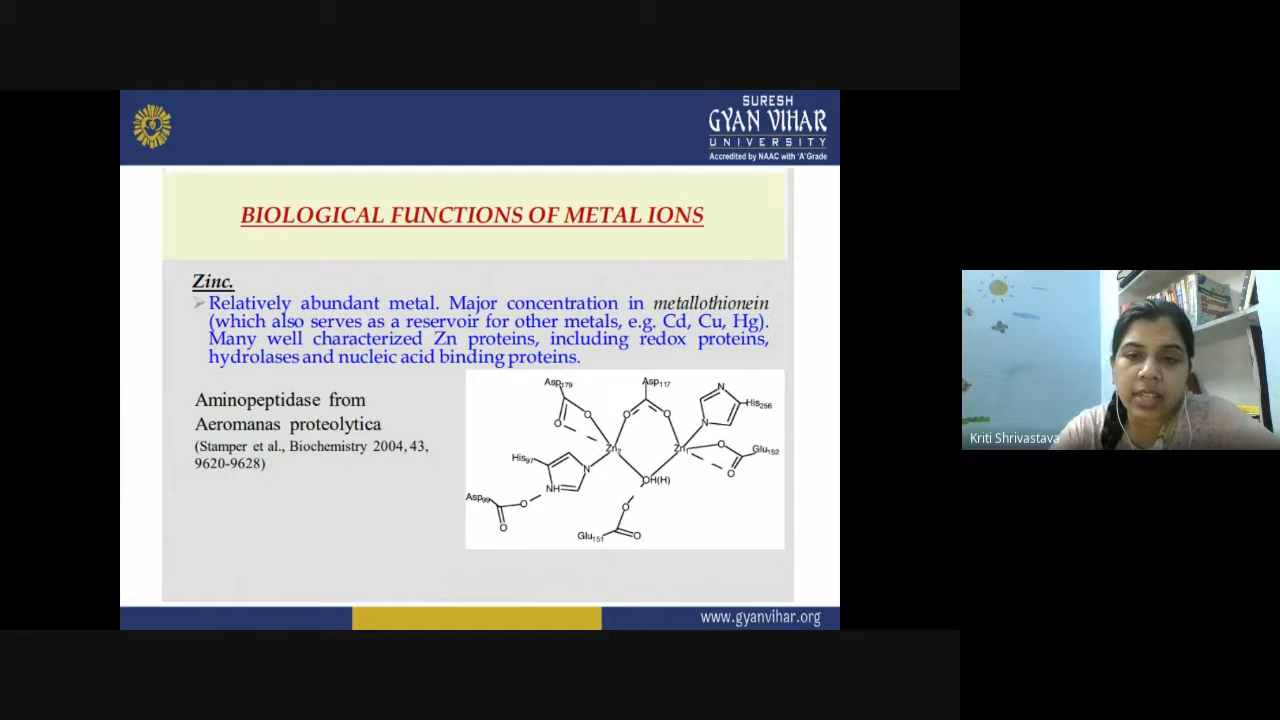 SURESH
GYAN VIHAR
UNIVERSITY
Accredited by NAAC with 'A' Grade
BIOLOGICAL FUNCTIONS OF METAL IONS
Zinc.
Relatively abundant metal. Major concentration in metallothionein
(which also serves as a reservoir for other metals, e.g. Cd, Cu, Hg).
Many well characterized Zn proteins, including redox proteins,
hydrolases and nucleic acid binding proteins.
Aminopeptidase from
Aeromanas proteolytica
(Stamper et al., Biochemistry 2004, 43,
9620-9628)
Asp179
Asp117
N
His256
O
O
O
O
N
Zn2
Zn1
O
Glu152
His97
N
O
OH(H)
NH
Asp99
O
O
O
Glu151
O
Kriti Shrivastava
www.gyanvihar.org